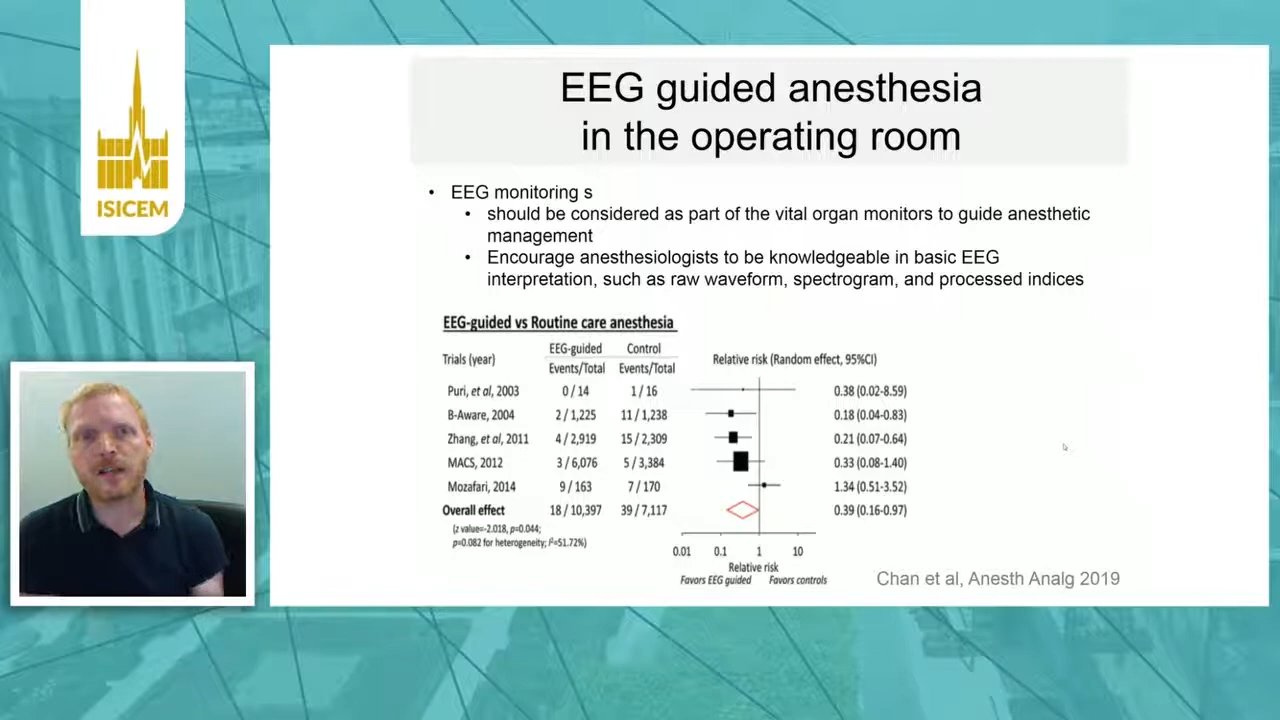 ISICEM
EEG guided anesthesia
in the operating room
• EEG monitoring s
• should be considered as part of the vital organ monitors to guide anesthetic
management
• Encourage anesthesiologists to be knowledgeable in basic EEG
interpretation, such as raw waveform, spectrogram, and processed indices
EEG-guided vs Routine care anesthesia
EEG-guided Control
Trials (year) Events/Total Events/Total Relative risk (Random effect, 95%CI)
Puri, et al, 2003 0 / 14 1 / 16 0.38 (0.02-8.59)
B-Aware, 2004 2 / 1,225 11 / 1,238 0.18 (0.04-0.83)
Zhang, et al, 2011 4 / 2,919 15 / 2,309 0.21 (0.07-0.64)
MACS, 2012 3 / 6,076 5 / 3,384 0.33 (0.08-1.40)
Mozafari, 2014 9 / 163 7 / 170 1.34 (0.51-3.52)
Overall effect 18 / 10,397 39 / 7,117 0.39 (0.16-0.97)
(z value=-2.018, p=0.044;
p=0.082 for heterogeneity; I²=51.72%)
0.01 0.1 1 10
Relative risk
Favors EEG guided Favors controls
Chan et al, Anesth Analg 2019